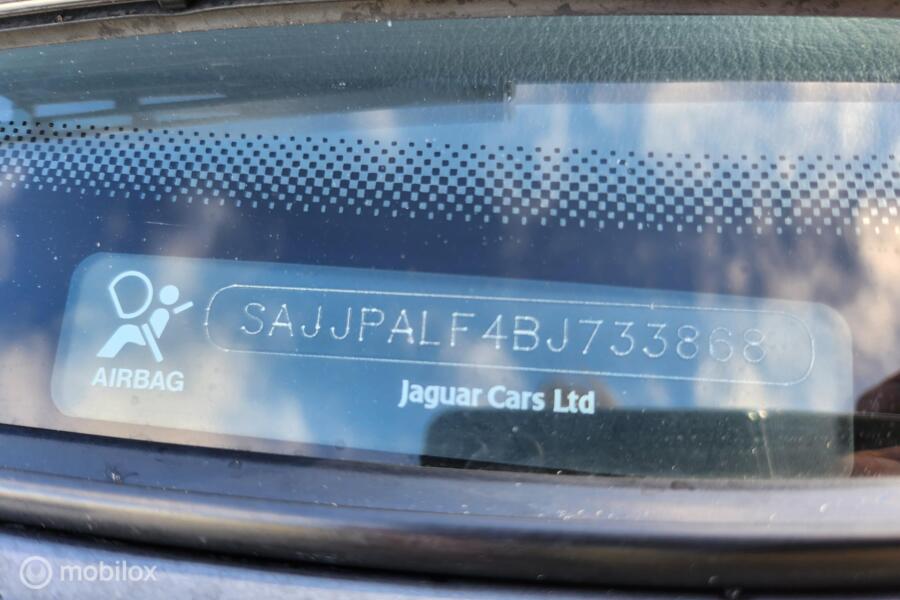 SAJJPALF4BJ733868
AIRBAG
Jaguar Cars Ltd
mobilox